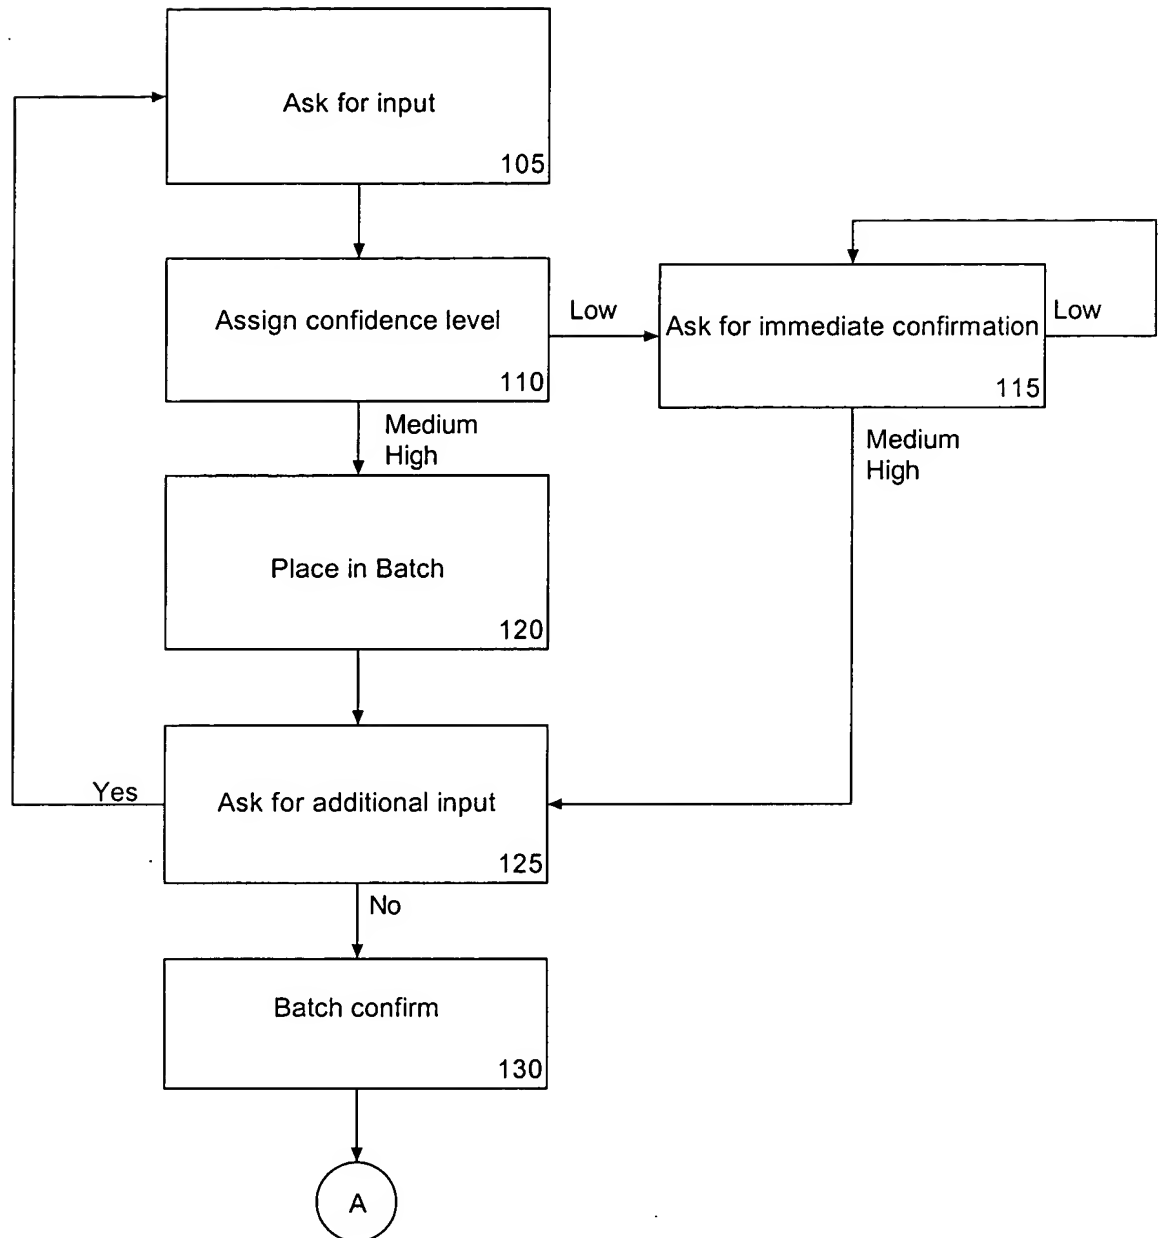 Ask for input
105
Assign confidence level
110
Low
Ask for immediate confirmation
115
Low
Medium
High
Medium
High
Place in Batch
120
Yes
Ask for additional input
125
No
Batch confirm
130
A